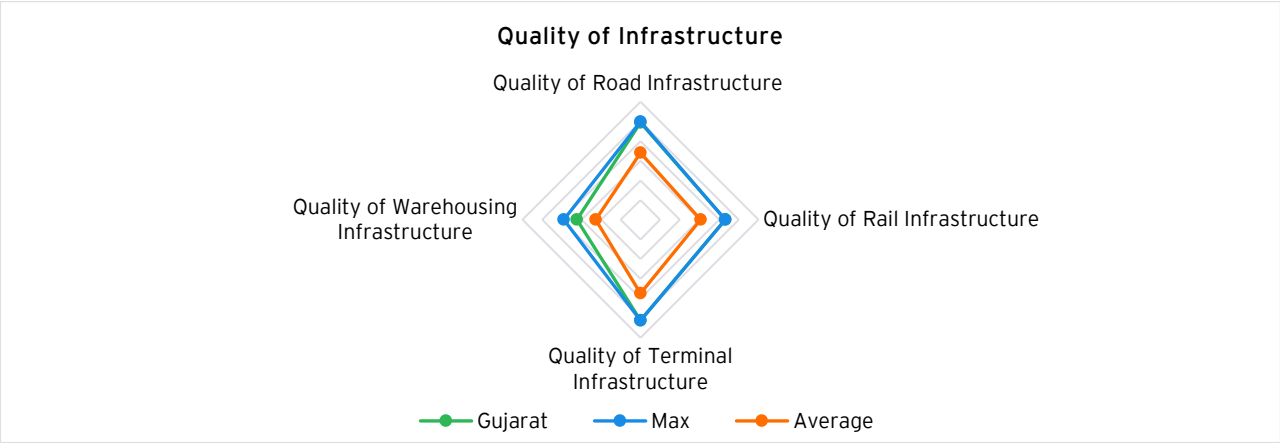 Quality of Infrastructure
Quality of Road Infrastructure
Quality of Warehousing
Infrastructure
Quality of Rail Infrastructure
Quality of Terminal
Infrastructure
Gujarat
Max
Average